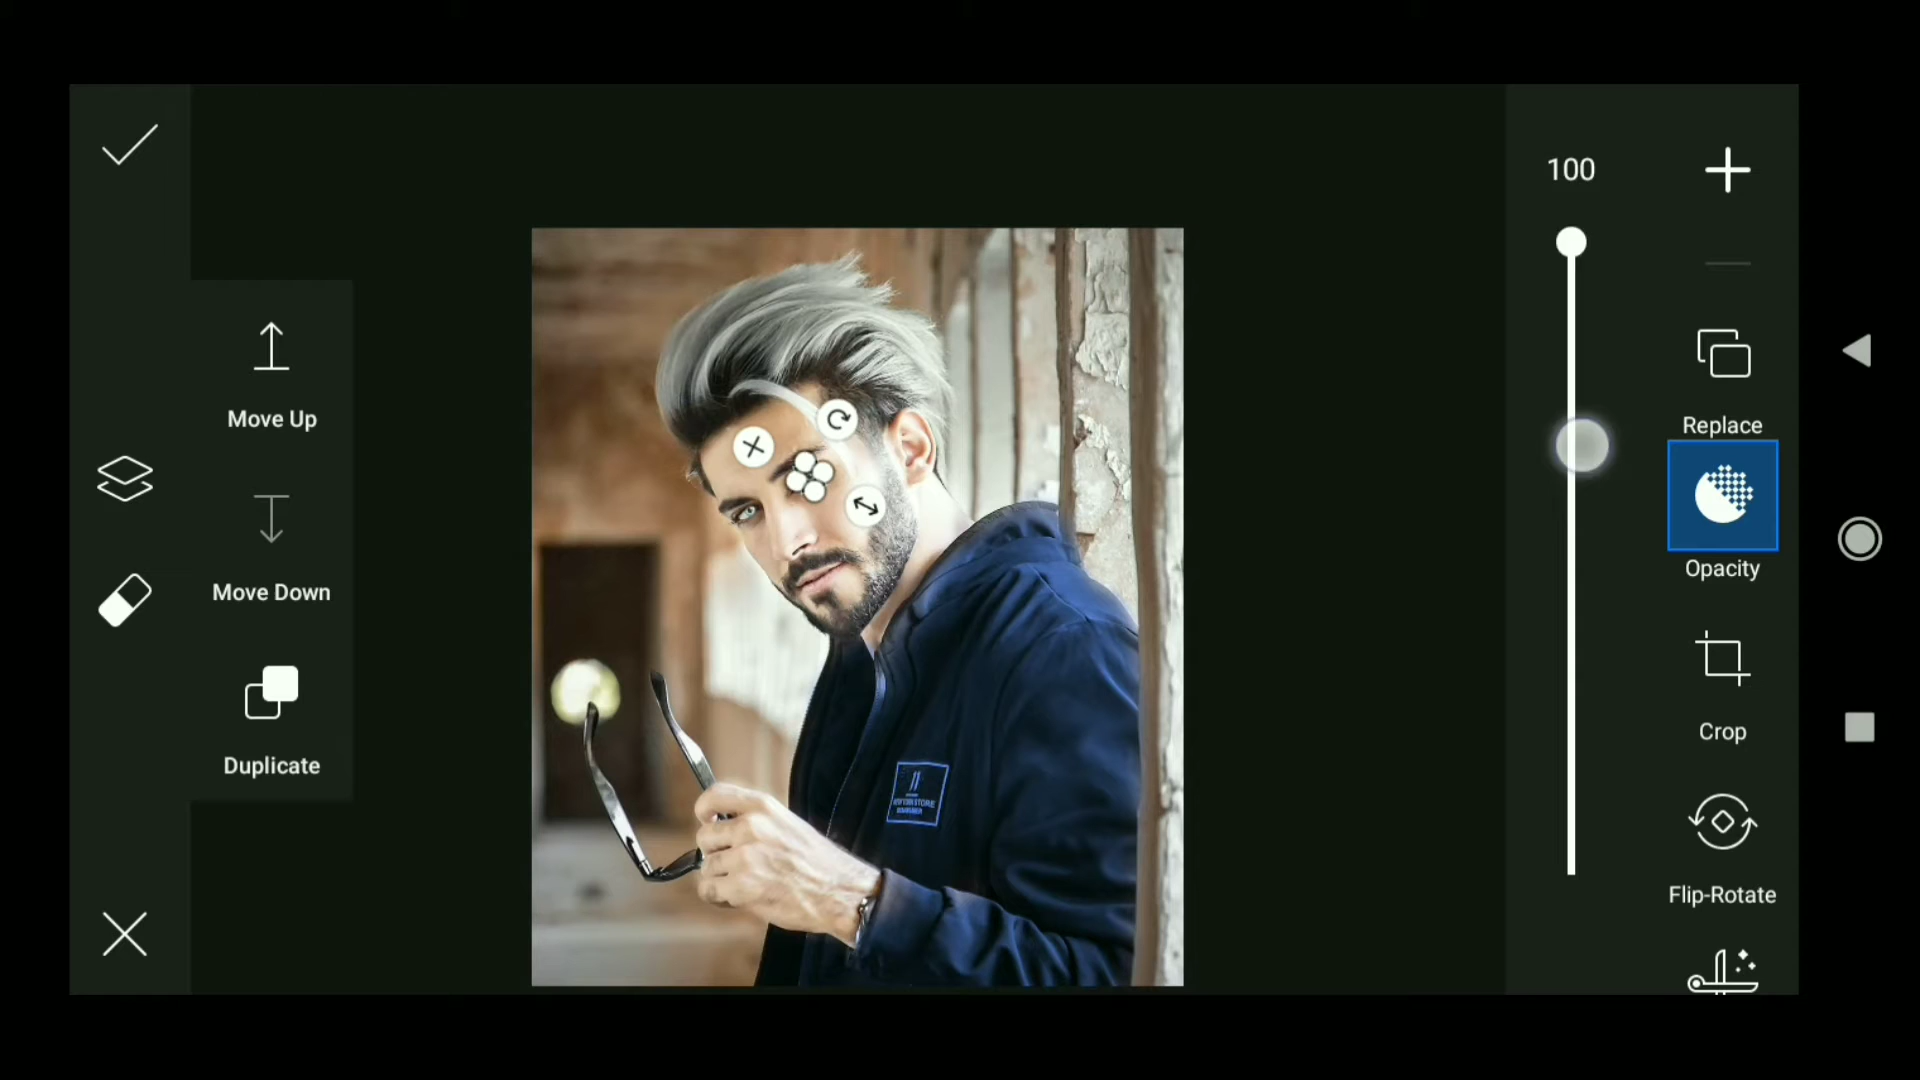 100
Move Up
Replace
Opacity
Move Down
Crop
Duplicate
Flip-Rotate